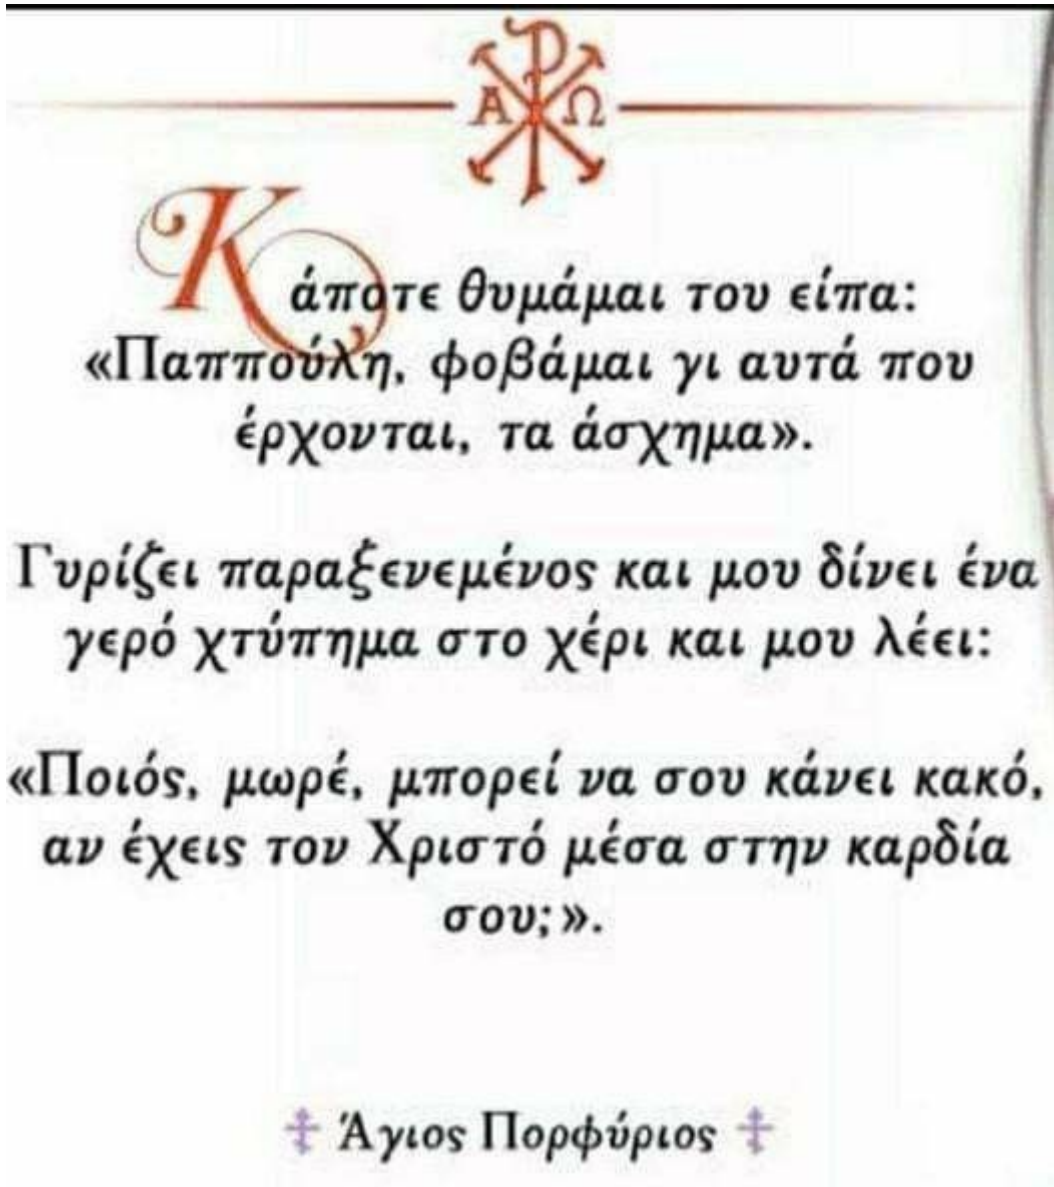 Α Ρ Ω
Κάποτε θυμάμαι του είπα:
«Παππούλη, φοβάμαι γι αυτά που
έρχονται, τα άσχημα».
Γυρίζει παραξενεμένος και μου δίνει ένα
γερό χτύπημα στο χέρι και μου λέει:
«Ποιός, μωρέ, μπορεί να σου κάνει κακό,
αν έχεις τον Χριστό μέσα στην καρδία
σου;».
Άγιος Πορφύριος